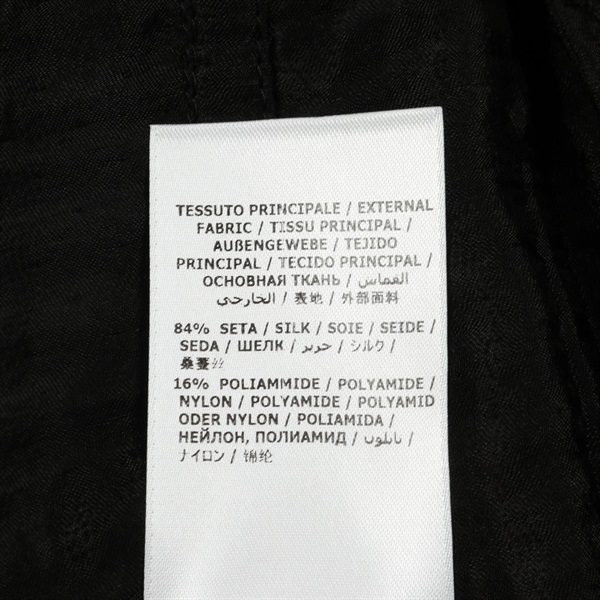 TESSUTO PRINCIPALE / EXTERNAL
FABRIC / TISSU PRINCIPAL /
AUßENGEWEBE / TEJIDO
PRINCIPAL / TECIDO PRINCIPAL /
ОСНОВНАЯ ТКАНЬ / القماس
الخارجي / 表地 / 外部面料
84% SETA / SILK / SOIE / SEIDE /
SEDA / ШЕЛК / حرير / シルク /
桑蚕丝
16% POLIAMMIDE / POLYAMIDE /
NYLON / POLYAMIDE / POLYAMID
ODER NYLON / POLIAMIDA /
НЕЙЛОН, ПОЛИАМИД / نايلون /
ナイロン / 锦纶